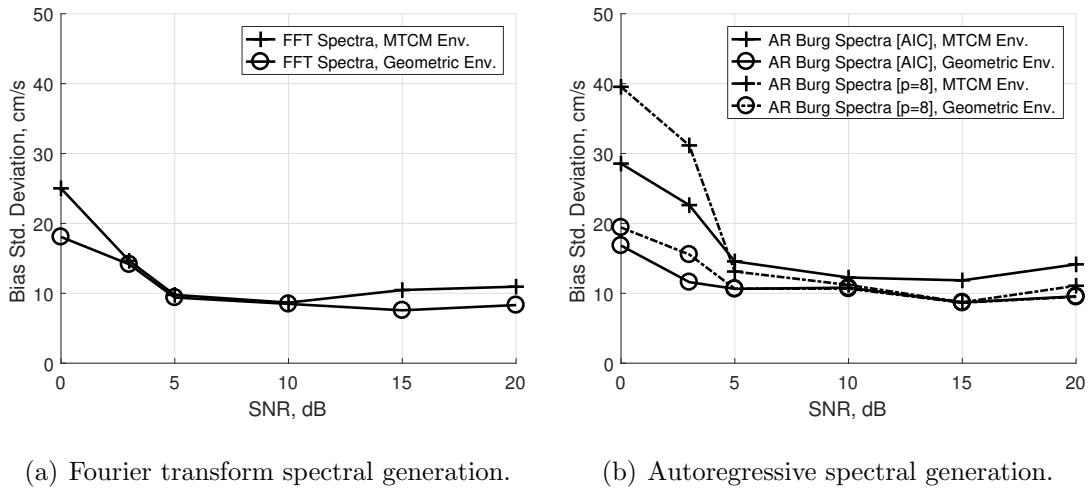 FFT Spectra, MTCM Env.
FFT Spectra, Geometric Env.
50
40
30
20
10
0
Bias Std. Deviation, cm/s
0 5 10 15 20
SNR, dB
(a) Fourier transform spectral generation.
AR Burg Spectra [AIC], MTCM Env.
AR Burg Spectra [AIC], Geometric Env.
AR Burg Spectra [p=8], MTCM Env.
AR Burg Spectra [p=8], Geometric Env.
50
40
30
20
10
0
Bias Std. Deviation, cm/s
0 5 10 15 20
SNR, dB
(b) Autoregressive spectral generation.